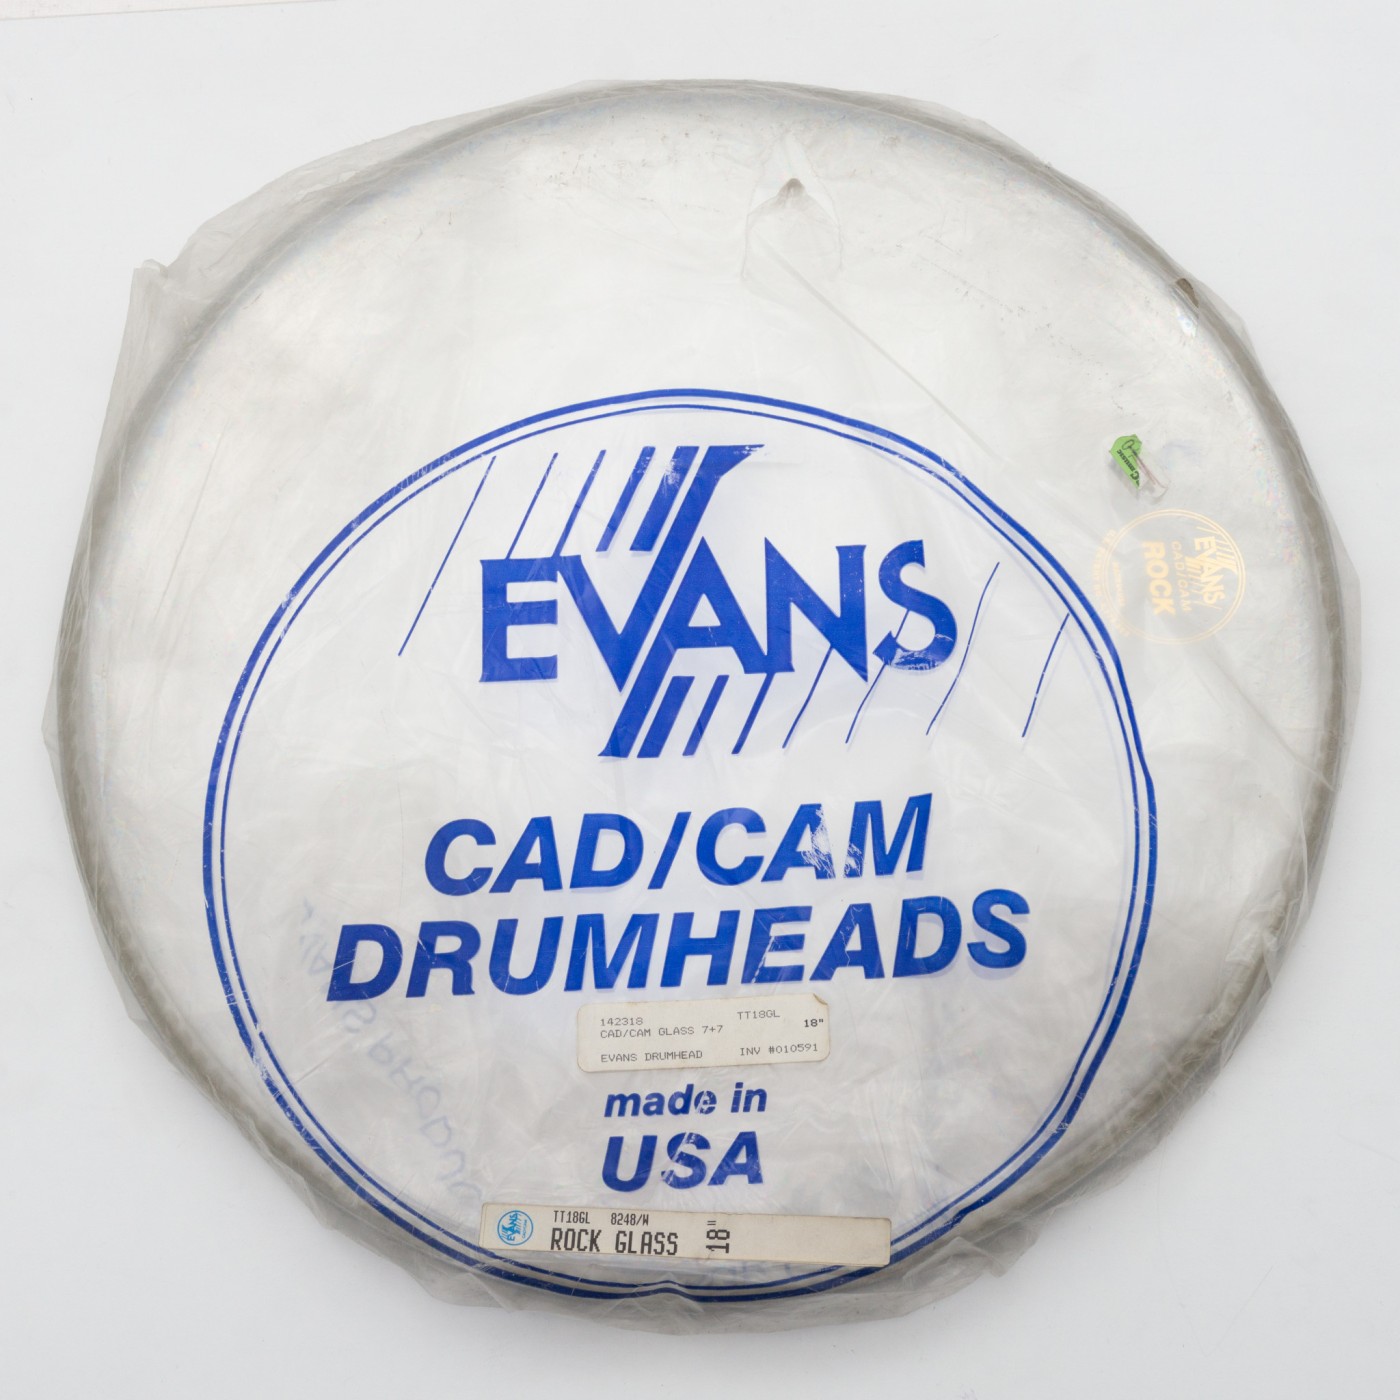 EVANS
CAD/CAM
DRUMHEADS
EVANS
CAD/CAM
ROCK
142318 TT18GL
CAD/CAM GLASS 7+7 18"
EVANS DRUMHEAD INV #010591
made in
USA
EVANS TT18GL 8248/W
ROCK GLASS 18"